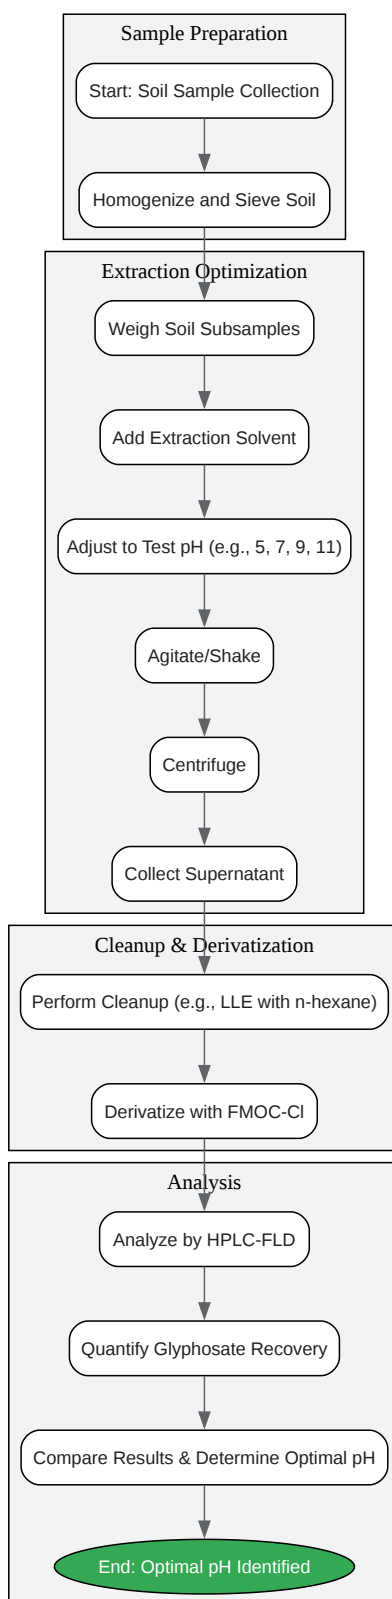 Sample Preparation
Start: Soil Sample Collection
Homogenize and Sieve Soil
Extraction Optimization
Weigh Soil Subsamples
Add Extraction Solvent
Adjust to Test pH (e.g., 5, 7, 9, 11)
Agitate/Shake
Centrifuge
Collect Supernatant
Cleanup & Derivatization
Perform Cleanup (e.g., LLE with n-hexane)
Derivatize with FMOC-Cl
Analysis
Analyze by HPLC-FLD
Quantify Glyphosate Recovery
Compare Results & Determine Optimal pH
End: Optimal pH Identified